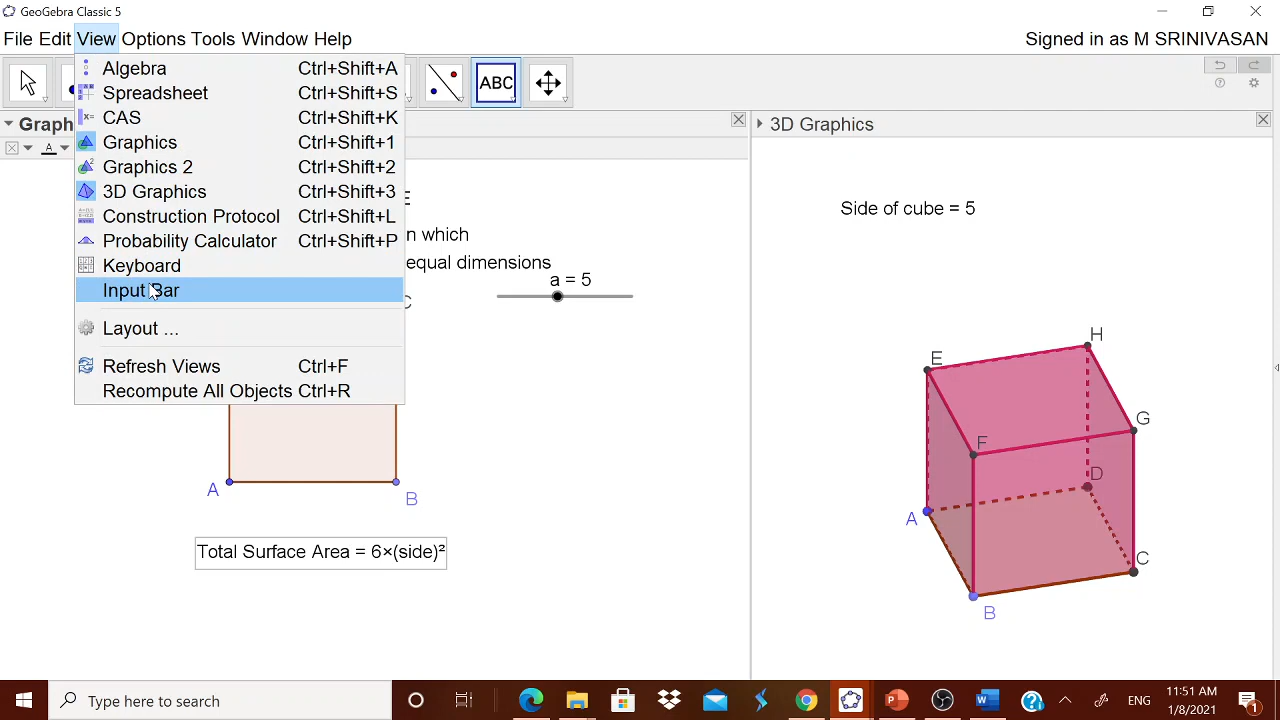 GeoGebra Classic 5
File Edit View Options Tools Window Help
Signed in as M SRINIVASAN
Algebra Ctrl+Shift+A
Spreadsheet Ctrl+Shift+S
CAS Ctrl+Shift+K
Graphics Ctrl+Shift+1
Graphics 2 Ctrl+Shift+2
3D Graphics Ctrl+Shift+3
Construction Protocol Ctrl+Shift+L
Probability Calculator Ctrl+Shift+P
Keyboard
Input Bar
Layout ...
Refresh Views Ctrl+F
Recompute All Objects Ctrl+R
ABC
Graph
A
3D Graphics
E
n which
equal dimensions
a = 5
C
A
B
Total Surface Area = 6×(side)²
Side of cube = 5
H
E
G
F
D
A
C
B
Type here to search
ENG
11:51 AM
1/8/2021
1